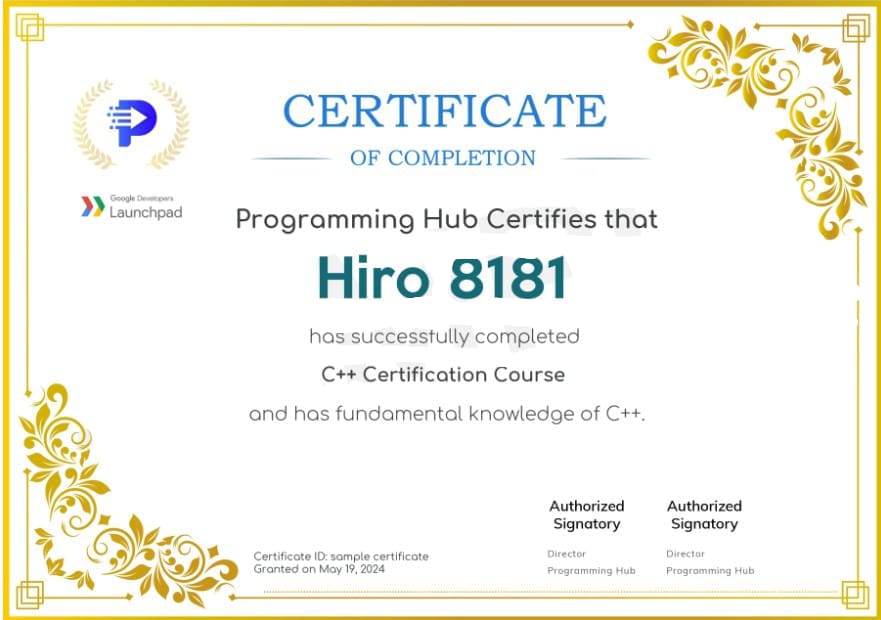 CERTIFICATE
OF COMPLETION
Google Developers
Launchpad
Programming Hub Certifies that
Hiro 8181
has successfully completed
C++ Certification Course
and has fundamental knowledge of C++.
Authorized Signatory
Authorized Signatory
Director
Programming Hub
Director
Programming Hub
Certificate ID: sample certificate
Granted on May 19, 2024